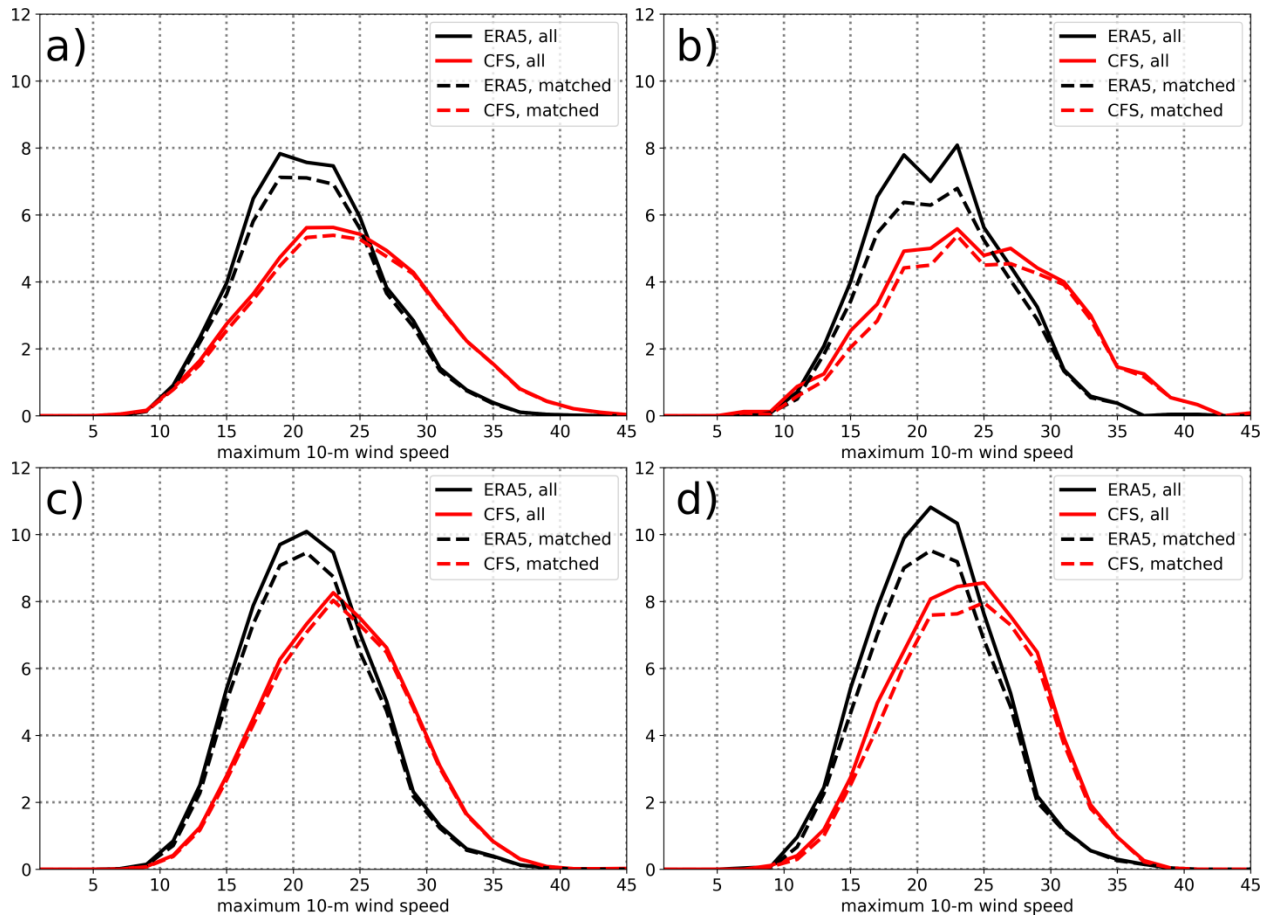 a)
12
10
8
6
4
2
0
ERA5, all
CFS, all
ERA5, matched
CFS, matched
5 10 15 20 25 30 35 40 45
maximum 10-m wind speed
b)
12
10
8
6
4
2
0
ERA5, all
CFS, all
ERA5, matched
CFS, matched
5 10 15 20 25 30 35 40 45
maximum 10-m wind speed
c)
12
10
8
6
4
2
0
ERA5, all
CFS, all
ERA5, matched
CFS, matched
5 10 15 20 25 30 35 40 45
maximum 10-m wind speed
d)
12
10
8
6
4
2
0
ERA5, all
CFS, all
ERA5, matched
CFS, matched
5 10 15 20 25 30 35 40 45
maximum 10-m wind speed